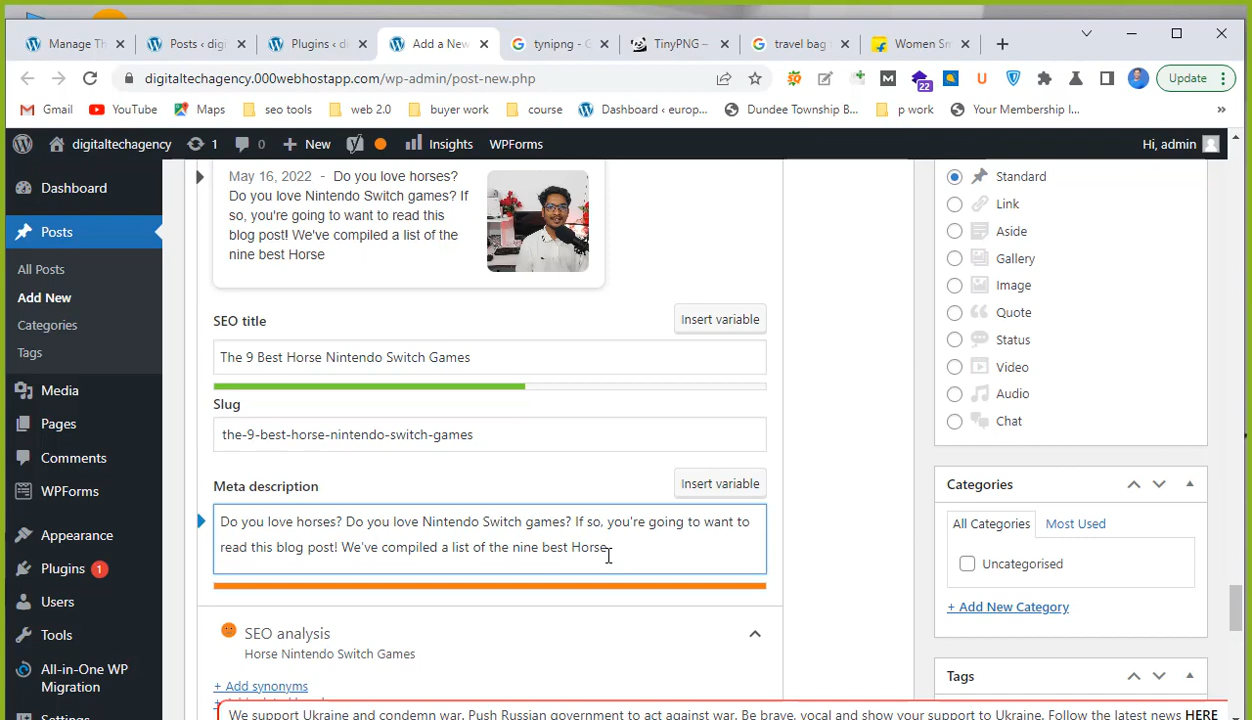 Manage Th
Posts ‹ digi
Plugins ‹ di
Add a New
tynipng - G
TinyPNG –
travel bag
Women Sm
digitaltechagency.000webhostapp.com/wp-admin/post-new.php
22
Update
Gmail
YouTube
Maps
seo tools
web 2.0
buyer work
course
Dashboard ‹ europ...
Dundee Township B...
p work
Your Membership I...
»
digitaltechagency
1
0
New
Insights
WPForms
Hi, admin
Dashboard
Posts
All Posts
Add New
Categories
Tags
Media
Pages
Comments
WPForms
Appearance
Plugins 1
Users
Tools
All-in-One WP
Migration
Settings
May 16, 2022 - Do you love horses?
Do you love Nintendo Switch games? If
so, you're going to want to read this
blog post! We've compiled a list of the
nine best Horse
SEO title
Insert variable
The 9 Best Horse Nintendo Switch Games
Slug
the-9-best-horse-nintendo-switch-games
Meta description
Insert variable
Do you love horses? Do you love Nintendo Switch games? If so, you're going to want to
read this blog post! We've compiled a list of the nine best Horse
SEO analysis
Horse Nintendo Switch Games
+ Add synonyms
We support Ukraine and condemn war. Push Russian government to act against war. Be brave, vocal and show your support to Ukraine. Follow the latest news HERE
Standard
Link
Aside
Gallery
Image
Quote
Status
Video
Audio
Chat
Categories
All Categories
Most Used
Uncategorised
+ Add New Category
Tags